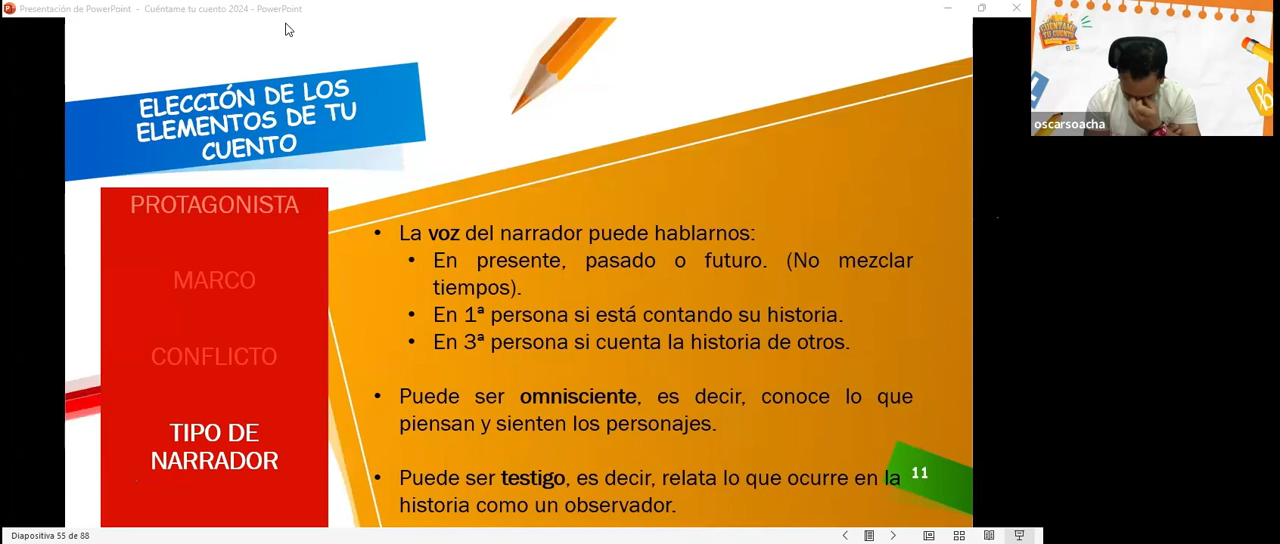 Presentación de PowerPoint - Cuéntame tu cuento 2024 - PowerPoint
CUÉNTAME
TU CUENTO
oscarsoacha
ELECCIÓN DE LOS
ELEMENTOS DE TU
CUENTO
PROTAGONISTA
MARCO
CONFLICTO
TIPO DE
NARRADOR
• La voz del narrador puede hablarnos:
• En presente, pasado o futuro. (No mezclar
tiempos).
• En 1ª persona si está contando su historia.
• En 3ª persona si cuenta la historia de otros.
• Puede ser omnisciente, es decir, conoce lo que
piensan y sienten los personajes.
• Puede ser testigo, es decir, relata lo que ocurre en la
historia como un observador.
11
Diapositiva 55 de 88